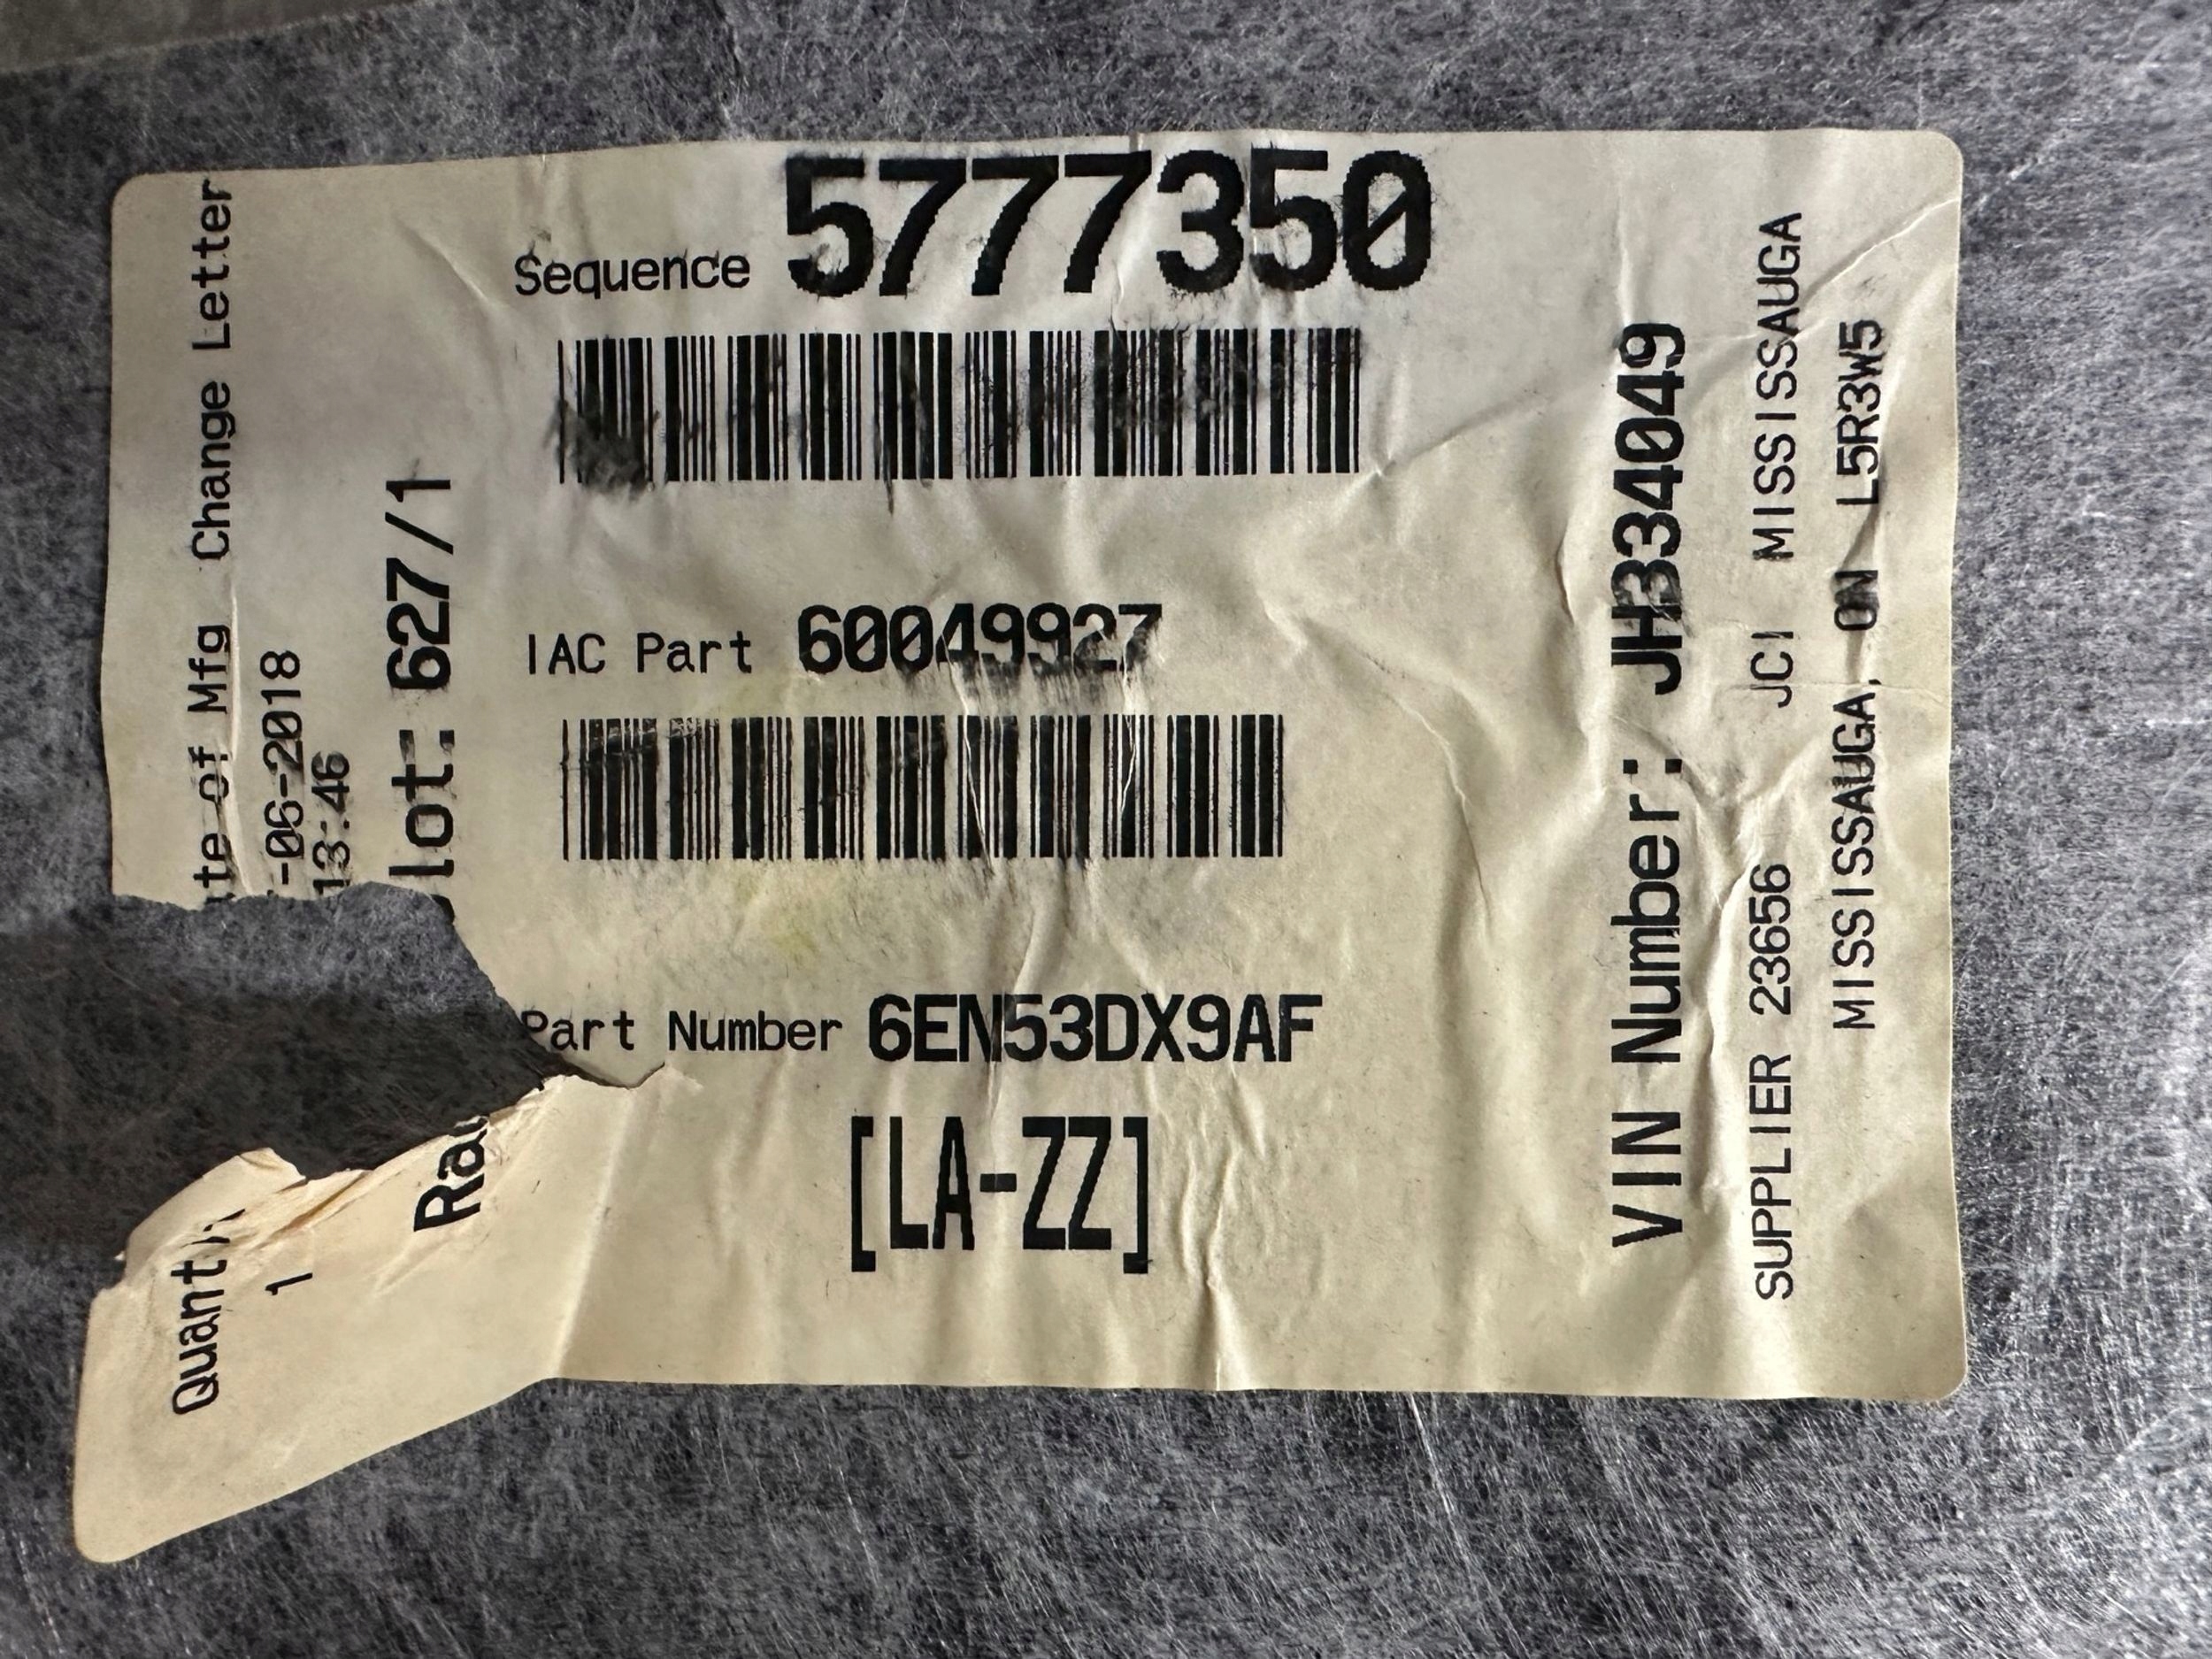 Sequence 5777350
IAC Part 60049927
Part Number 6EN53DX9AF
[LA-ZZ]
of Mfg Change Letter
-06-2018
13:46
627/1
1
VIN Number: JH334049
SUPPLIER 23656 JCI MISSISSAUGA
MISSISSAUGA, ON L5R3W5